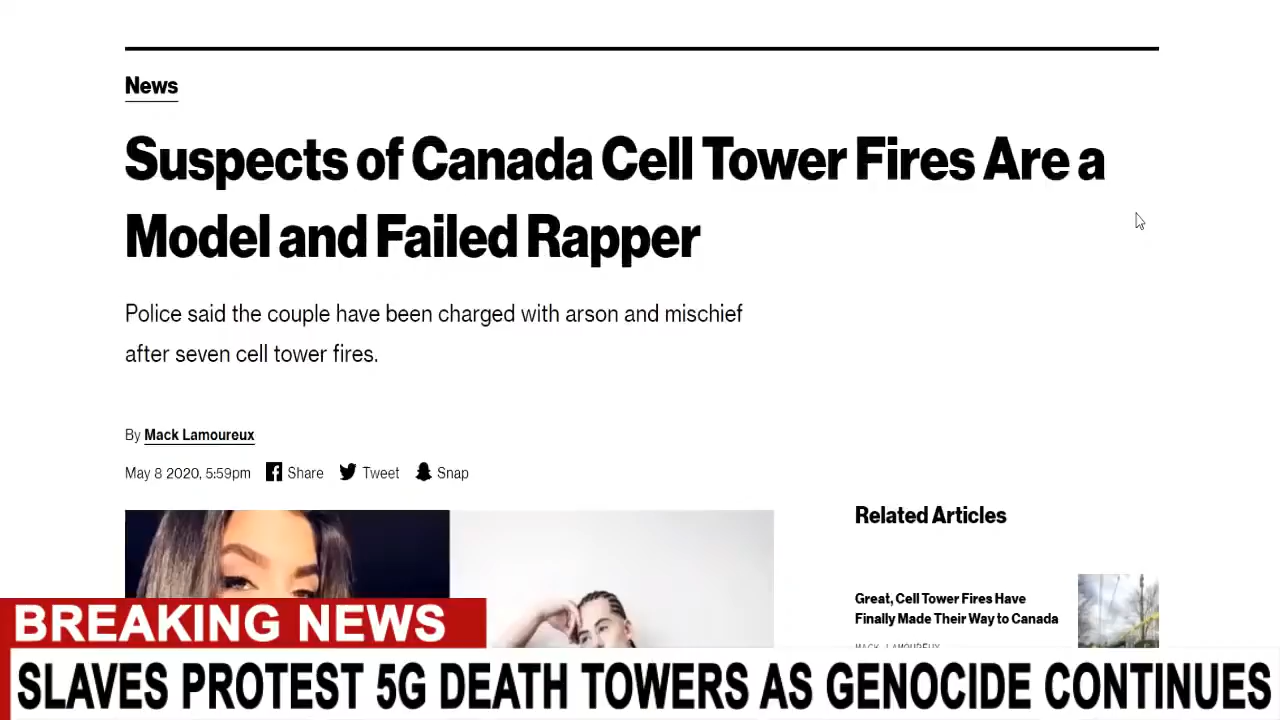 News
Suspects of Canada Cell Tower Fires Are a
Model and Failed Rapper
Police said the couple have been charged with arson and mischief
after seven cell tower fires.
By Mack Lamoureux
May 8 2020, 5:59pm Share Tweet Snap
Related Articles
Great, Cell Tower Fires Have
Finally Made Their Way to Canada
MACK LAMOUREUX
BREAKING NEWS
SLAVES PROTEST 5G DEATH TOWERS AS GENOCIDE CONTINUES